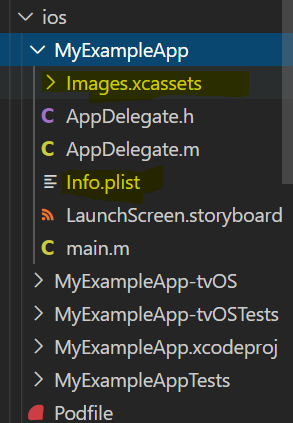 ios
MyExampleApp
Images.xcassets
AppDelegate.h
AppDelegate.m
Info.plist
LaunchScreen.storyboard
main.m
MyExampleApp-tvOS
MyExampleApp-tvOSTests
MyExampleApp.xcodeproj
MyExampleAppTests
Podfile